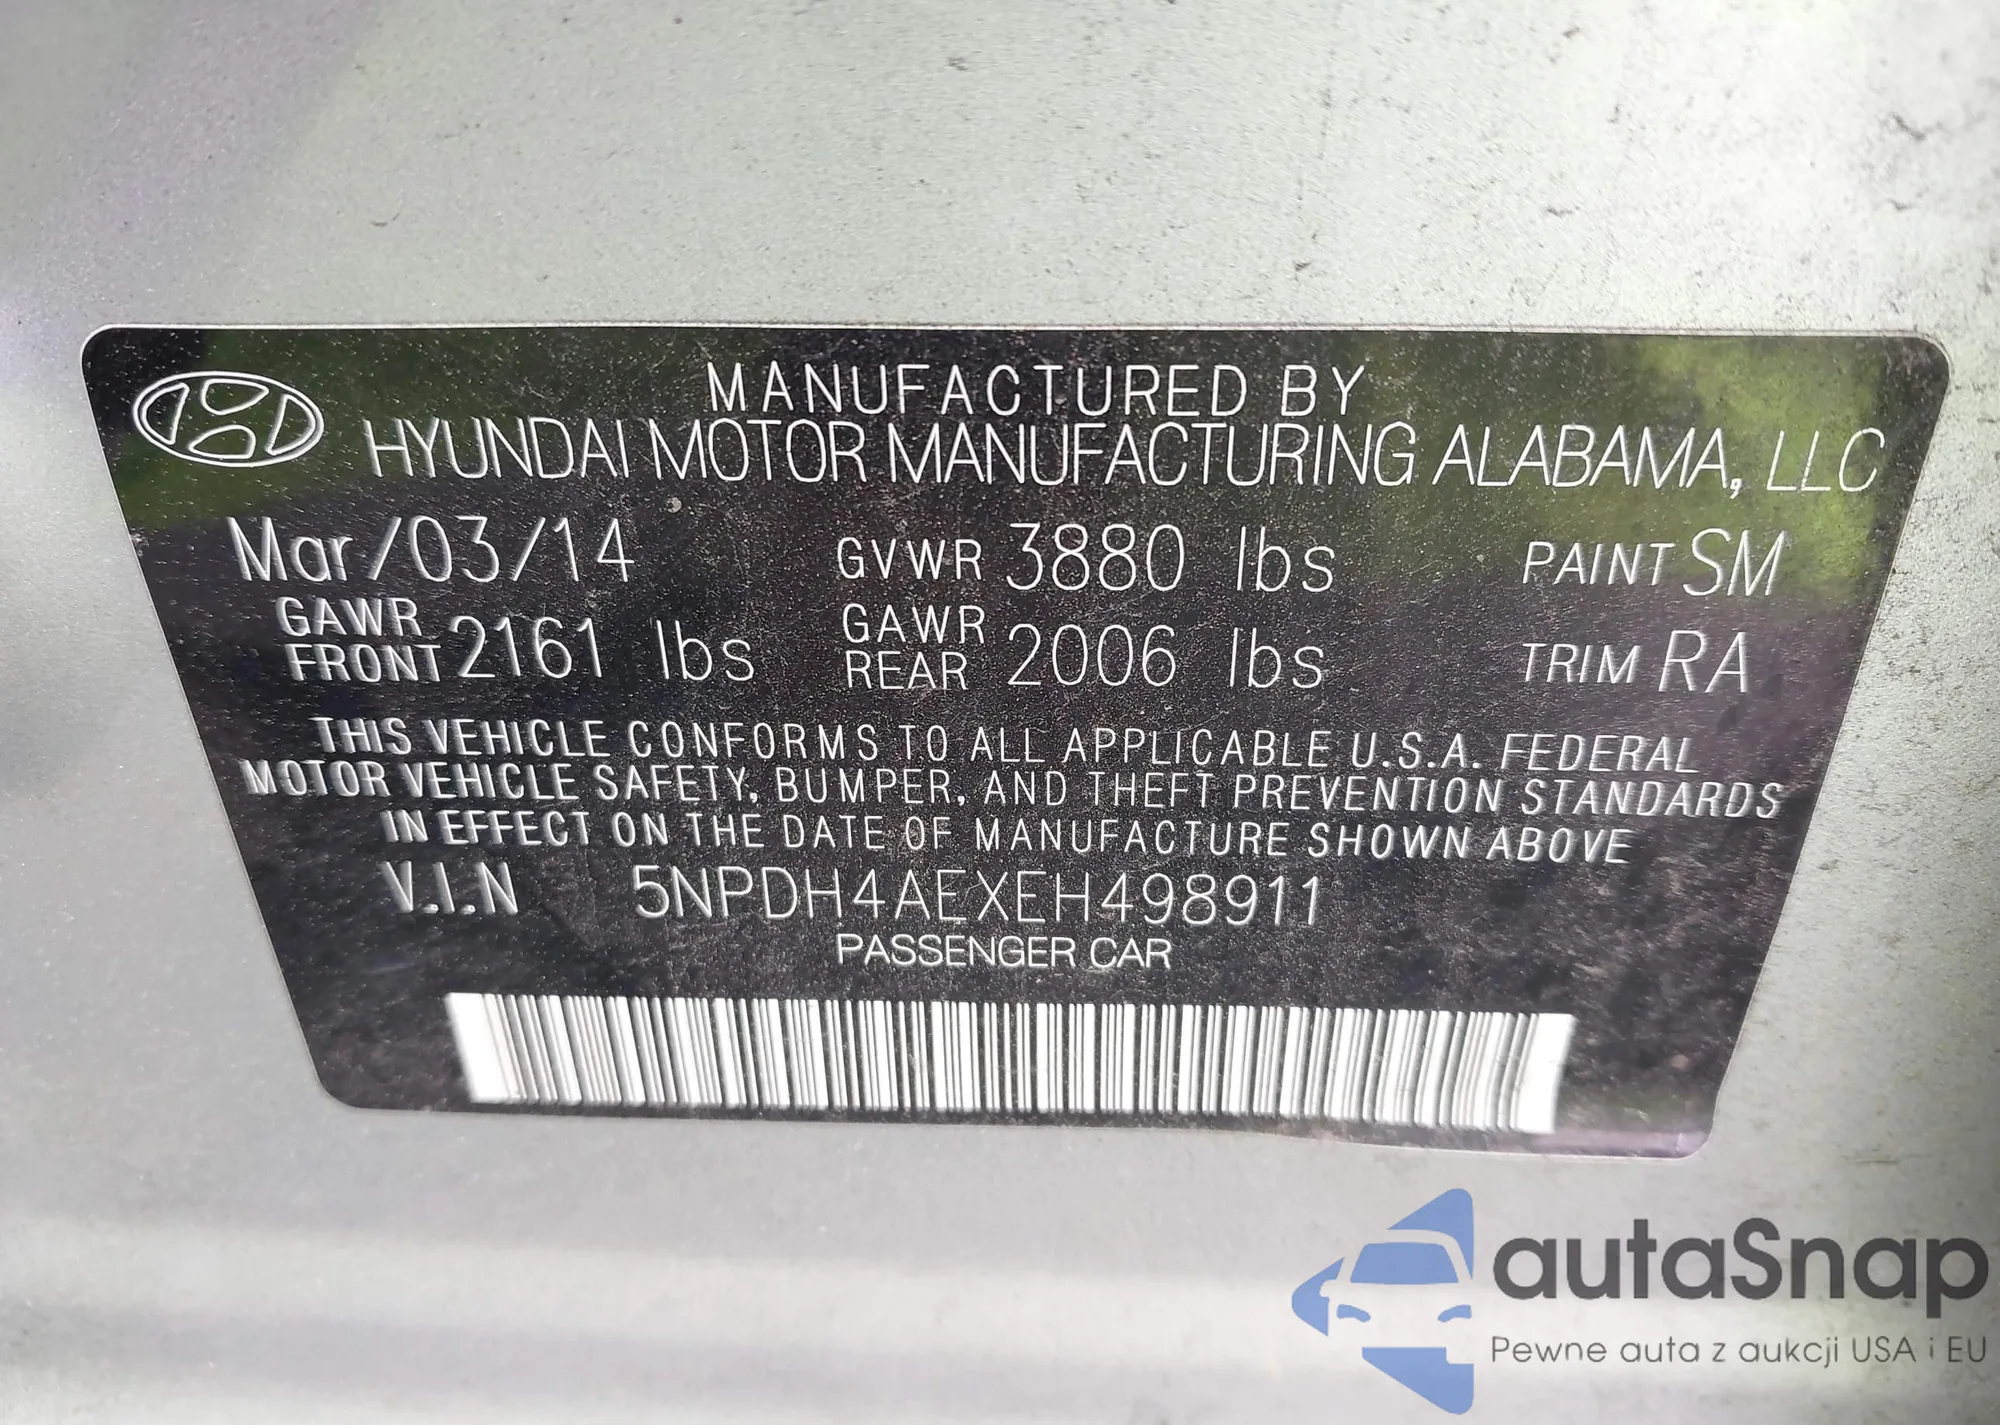 MANUFACTURED BY
HYUNDAI MOTOR MANUFACTURING ALABAMA, LLC
Mar/03/14 GVWR 3880 lbs PAINT SM
GAWR FRONT 2161 lbs GAWR REAR 2006 lbs TRIM RA
THIS VEHICLE CONFORMS TO ALL APPLICABLE U.S.A. FEDERAL
MOTOR VEHICLE SAFETY, BUMPER, AND THEFT PREVENTION STANDARDS
IN EFFECT ON THE DATE OF MANUFACTURE SHOWN ABOVE
V.I.N 5NPDH4AEXEH498911
PASSENGER CAR
autaSnap
Pewne auta z aukcji USA i EU